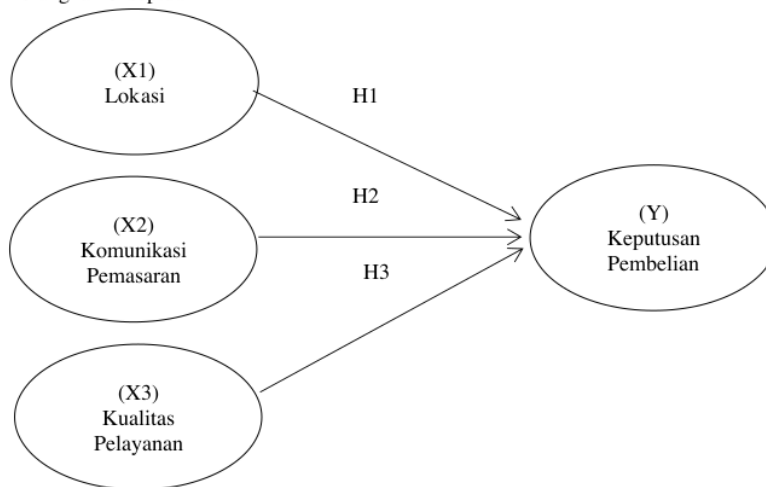 (X1)
Lokasi
H1
H2
(X2)
Komunikasi
Pemasaran
(Y)
Keputusan
Pembelian
H3
(X3)
Kualitas
Pelayanan